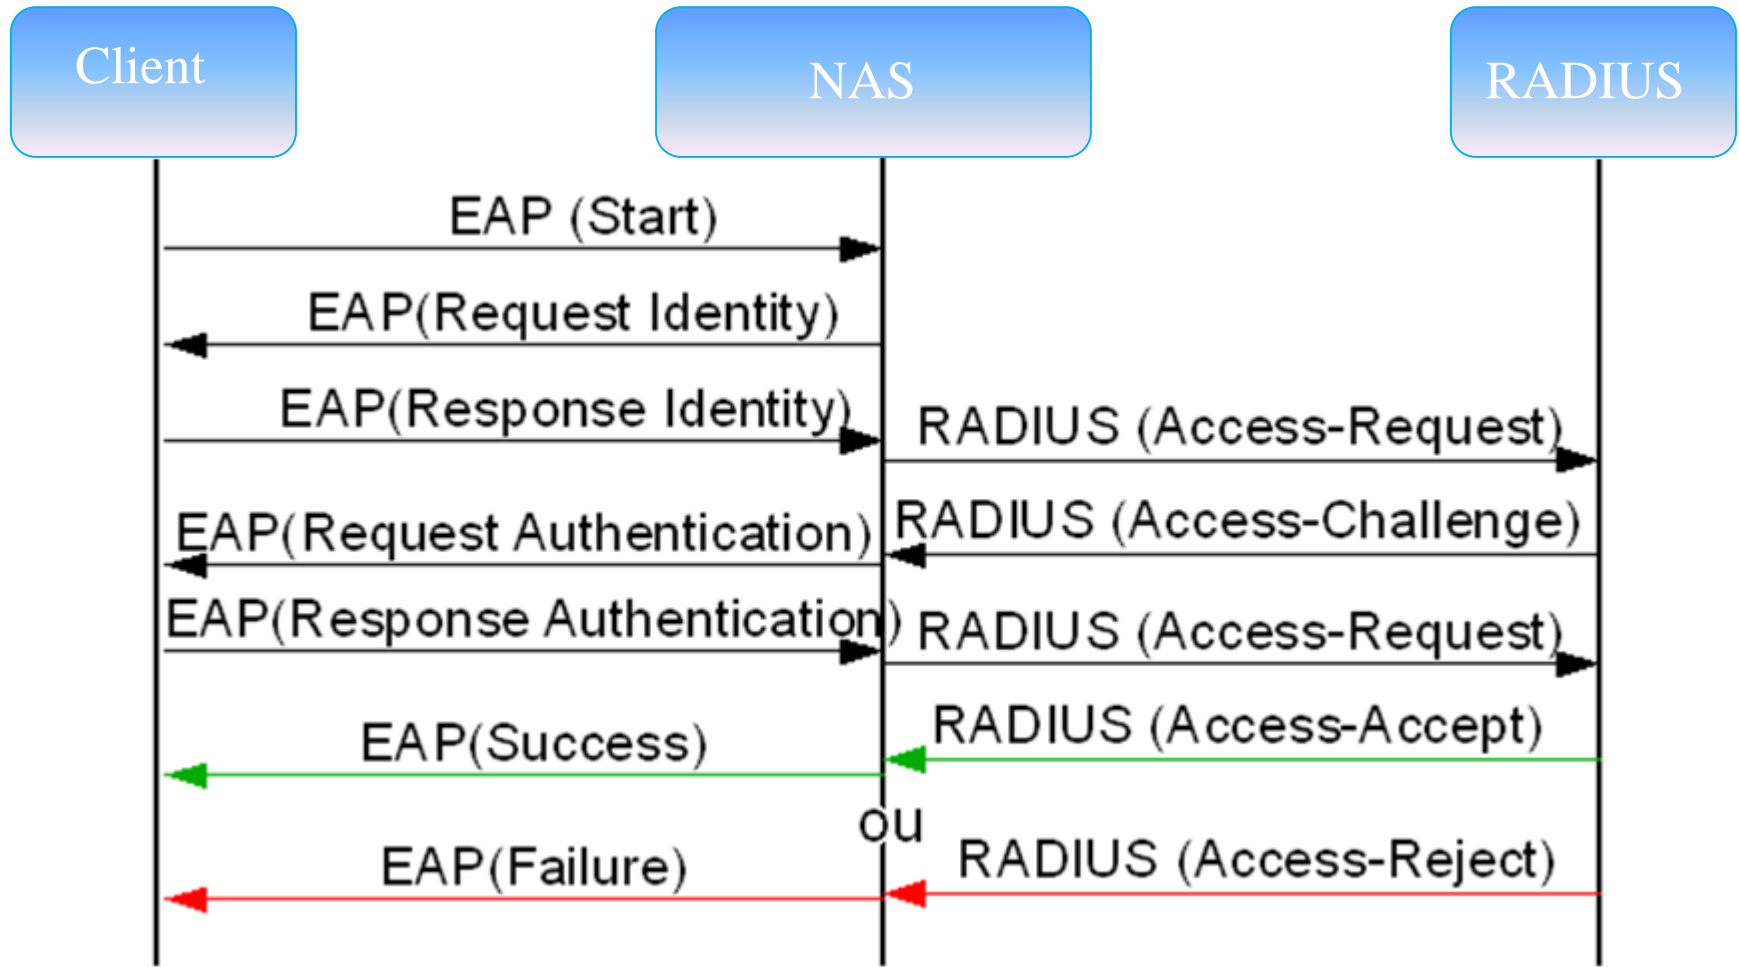 Client
NAS
RADIUS
EAP (Start)
EAP(Request Identity)
EAP(Response Identity)
RADIUS (Access-Request)
RADIUS (Access-Challenge)
EAP(Request Authentication)
EAP(Response Authentication)
RADIUS (Access-Request)
RADIUS (Access-Accept)
EAP(Success)
ou
RADIUS (Access-Reject)
EAP(Failure)